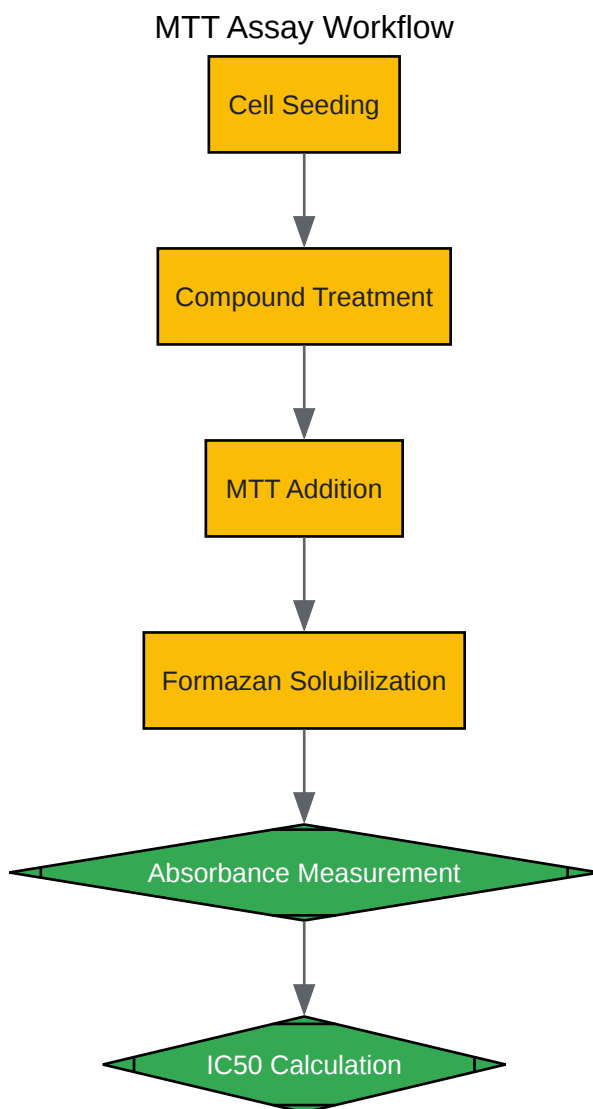 MTT Assay Workflow
Cell Seeding
Compound Treatment
MTT Addition
Formazan Solubilization
Absorbance Measurement
IC50 Calculation